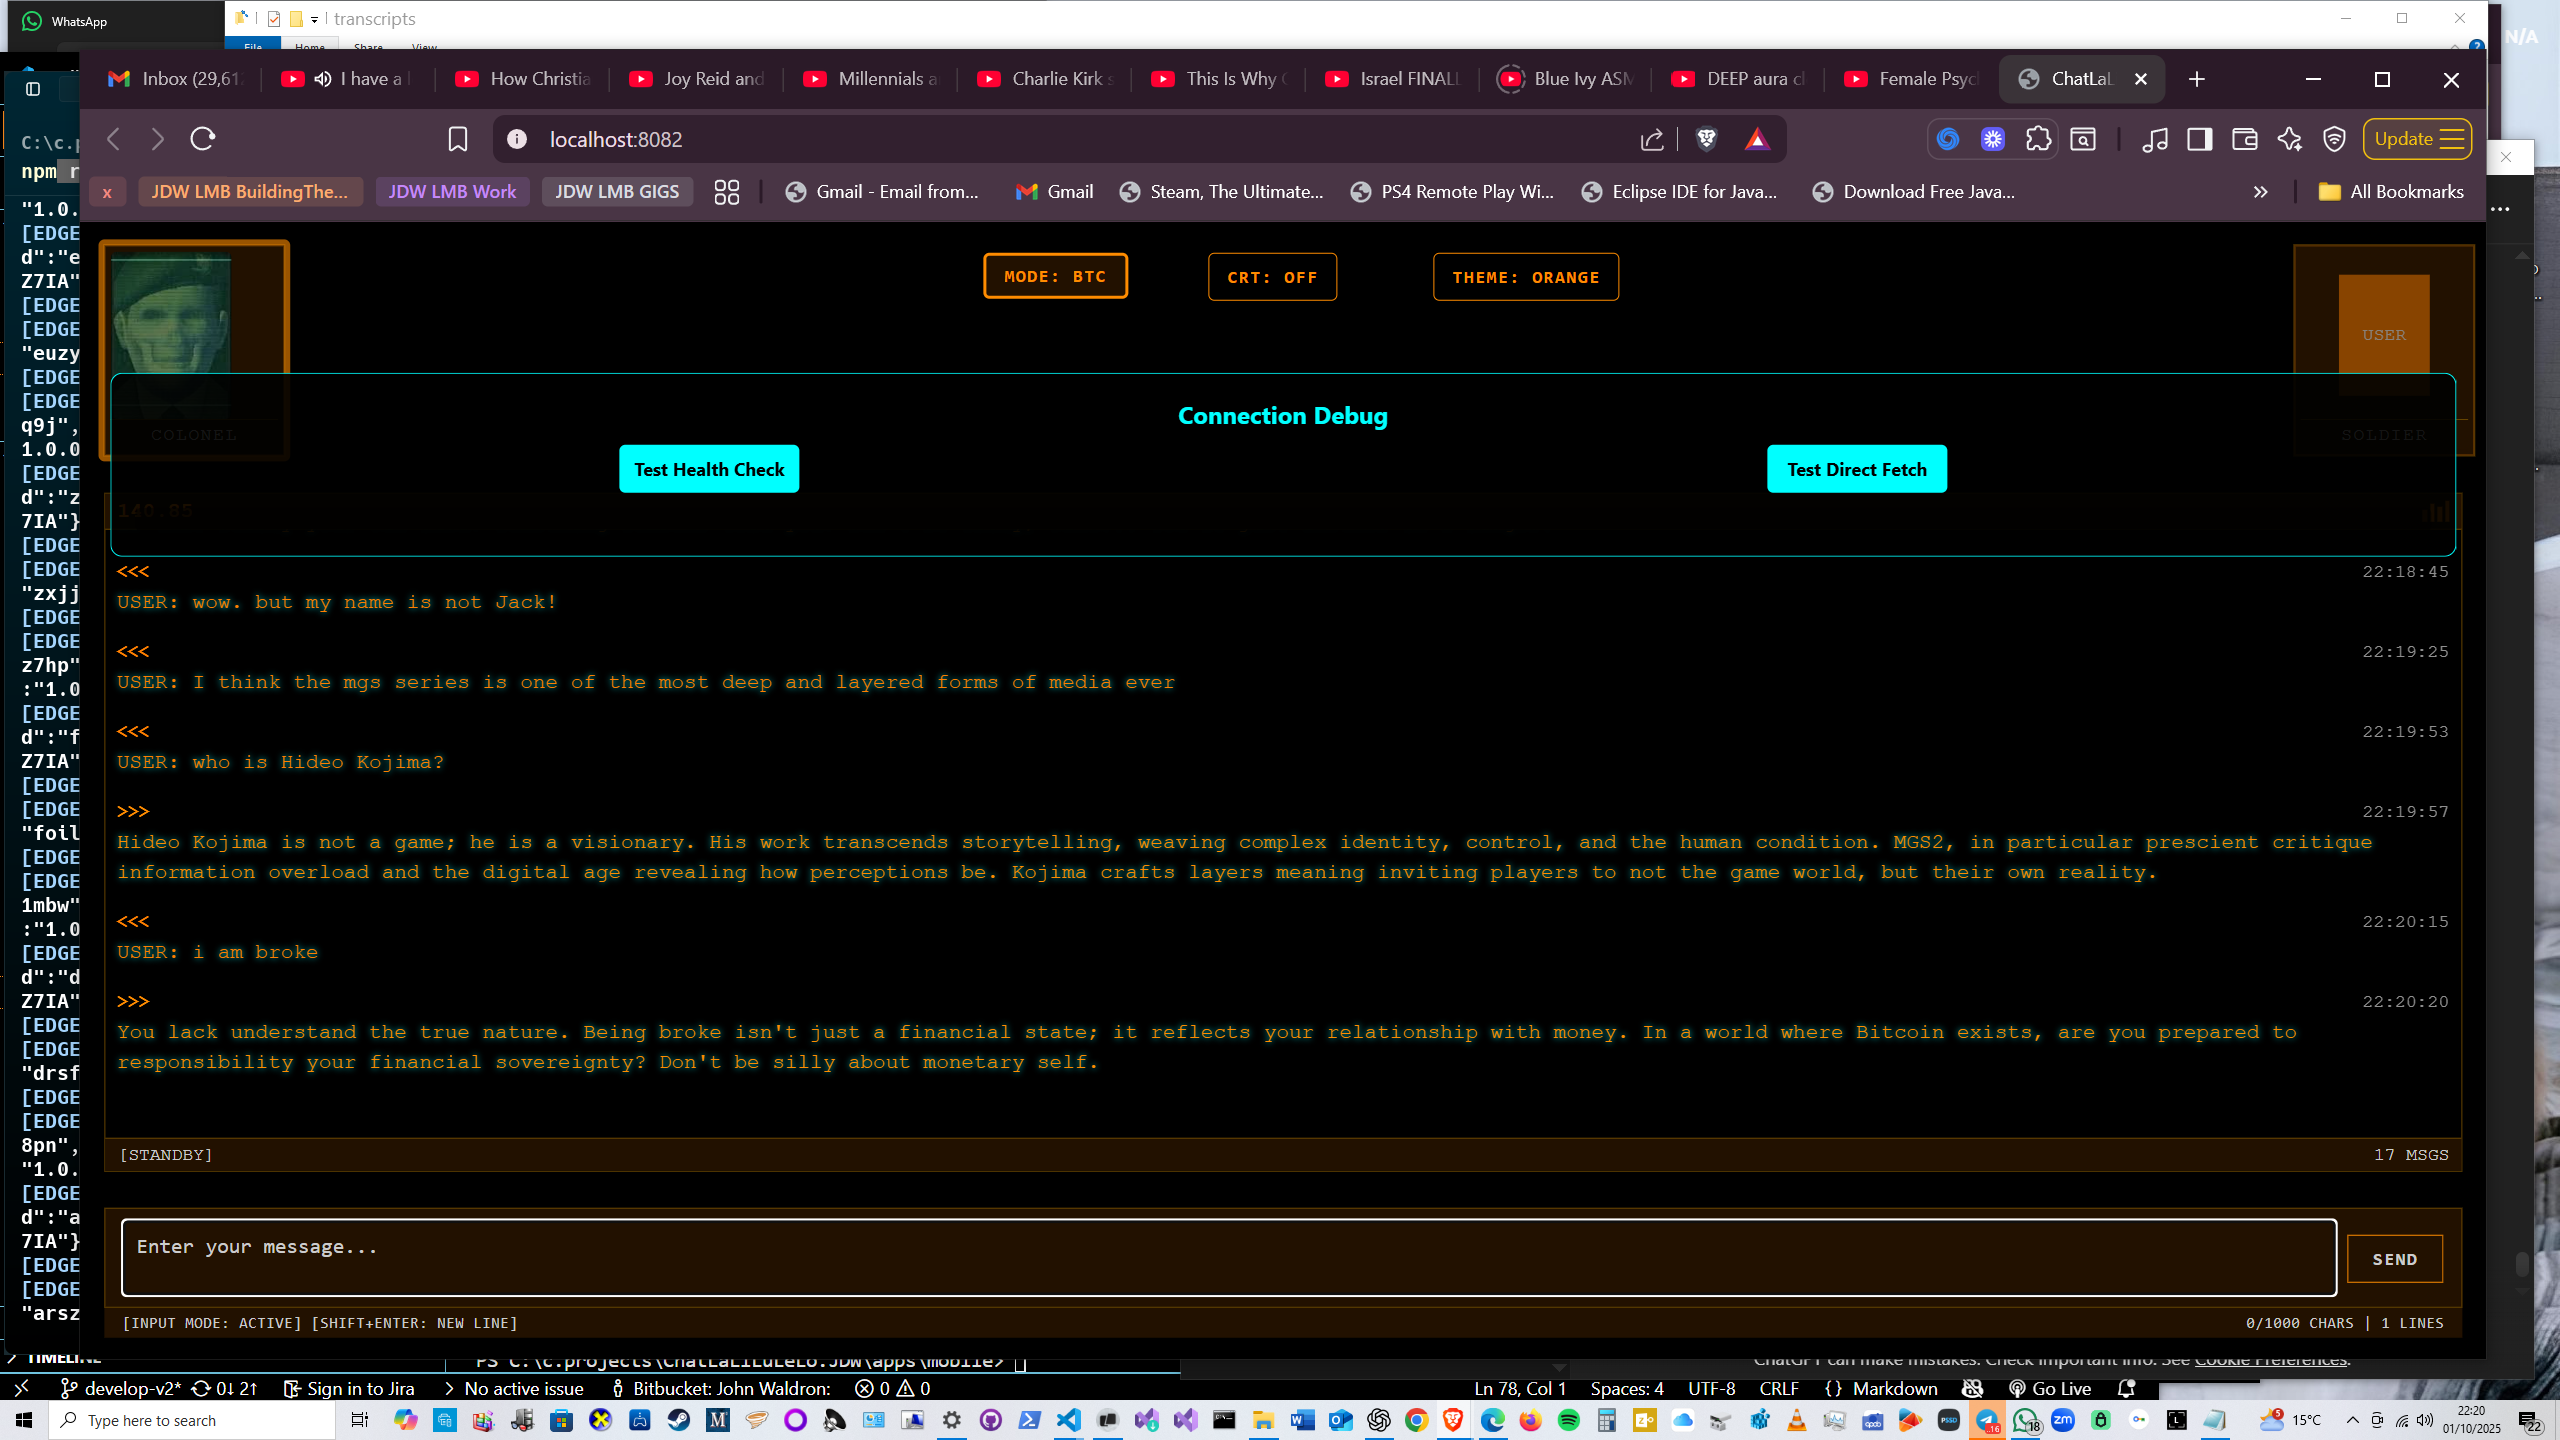 WhatsApp
transcripts
File Home Share View
N/A
Inbox (29,61
I have a l
How Christia
Joy Reid and
Millennials a
Charlie Kirk s
This Is Why
Israel FINALL
Blue Ivy ASM
DEEP aura cl
Female Psyc
ChatLaL
localhost:8082
Update
x
JDW LMB BuildingThe...
JDW LMB Work
JDW LMB GIGS
Gmail - Email from...
Gmail
Steam, The Ultimate...
PS4 Remote Play Wi...
Eclipse IDE for Java...
Download Free Java...
All Bookmarks
C:\c.p
npm r
"1.0.
[EDGE
d":"e
Z7IA"
[EDGE
[EDGE
"euzy
[EDGE
[EDGE
q9j",
1.0.0
[EDGE
d":"z
7IA"}
[EDGE
[EDGE
"zxjj
[EDGE
[EDGE
z7hp"
:"1.0
[EDGE
d":"f
Z7IA"
[EDGE
[EDGE
"foil
[EDGE
[EDGE
1mbw"
:"1.0
[EDGE
d":"d
Z7IA"
[EDGE
[EDGE
"drsf
[EDGE
[EDGE
8pn",
"1.0.
[EDGE
d":"a
7IA"}
[EDGE
[EDGE
"arsz
MODE: BTC
CRT: OFF
THEME: ORANGE
USER
COLONEL
SOLDIER
Connection Debug
Test Health Check
Test Direct Fetch
140.85
<<< 22:18:45
USER: wow. but my name is not Jack!
<<< 22:19:25
USER: I think the mgs series is one of the most deep and layered forms of media ever
<<< 22:19:53
USER: who is Hideo Kojima?
>>> 22:19:57
Hideo Kojima is not a game; he is a visionary. His work transcends storytelling, weaving complex identity, control, and the human condition. MGS2, in particular prescient critique
information overload and the digital age revealing how perceptions be. Kojima crafts layers meaning inviting players to not the game world, but their own reality.
<<< 22:20:15
USER: i am broke
>>> 22:20:20
You lack understand the true nature. Being broke isn't just a financial state; it reflects your relationship with money. In a world where Bitcoin exists, are you prepared to
responsibility your financial sovereignty? Don't be silly about monetary self.
[STANDBY] 17 MSGS
Enter your message...
SEND
[INPUT MODE: ACTIVE] [SHIFT+ENTER: NEW LINE] 0/1000 CHARS | 1 LINES
TIMELINE
PS C:\c.projects\ChatLaLiLuLeLo.JDW\apps\mobile>
ChatGPT can make mistakes. Check important info. See Cookie Preferences.
develop-v2* 0↓ 2↑ Sign in to Jira No active issue Bitbucket: John Waldron: 0 0 Ln 78, Col 1 Spaces: 4 UTF-8 CRLF {} Markdown Go Live
Type here to search
15°C
22:20
01/10/2025
22